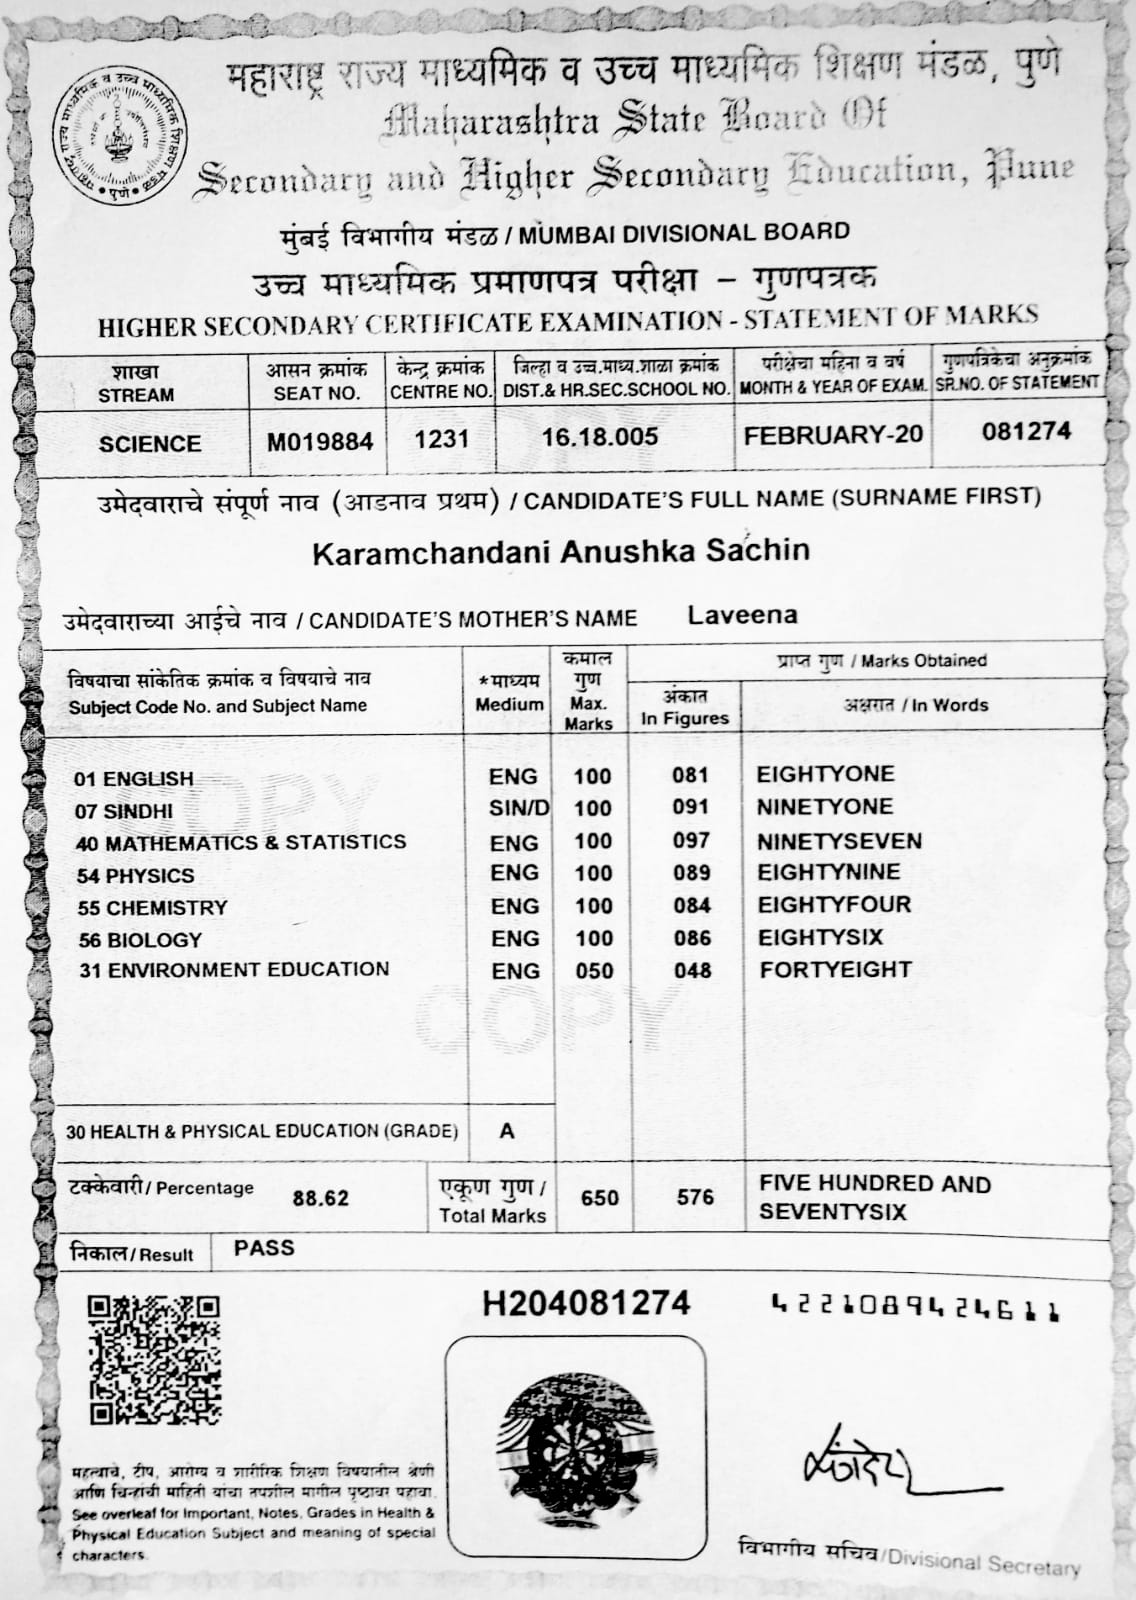 महाराष्ट्र राज्य माध्यमिक व उच्च माध्यमिक शिक्षण मंडळ, पुणे
Maharashtra State Board Of
Secondary and Higher Secondary Education, Pune
मुंबई विभागीय मंडळ / MUMBAI DIVISIONAL BOARD
उच्च माध्यमिक प्रमाणपत्र परीक्षा – गुणपत्रक
HIGHER SECONDARY CERTIFICATE EXAMINATION - STATEMENT OF MARKS
शाखा आसन क्रमांक केन्द्र क्रमांक जिल्हा व उच्च.माध्य.शाळा क्रमांक परीक्षेचा महिना व वर्ष गुणपत्रिकेचा अनुक्रमांक
STREAM SEAT NO. CENTRE NO. DIST.& HR.SEC.SCHOOL NO. MONTH & YEAR OF EXAM. SR.NO. OF STATEMENT
SCIENCE M019884 1231 16.18.005 FEBRUARY-20 081274
उमेदवाराचे संपूर्ण नाव (आडनाव प्रथम) / CANDIDATE'S FULL NAME (SURNAME FIRST)
Karamchandani Anushka Sachin
उमेदवाराच्या आईचे नाव / CANDIDATE'S MOTHER'S NAME Laveena
विषयाचा सांकेतिक क्रमांक व विषयाचे नाव
Subject Code No. and Subject Name
*माध्यम
Medium
कमाल
गुण
Max.
Marks
प्राप्त गुण / Marks Obtained
अंकात
In Figures
अक्षरात / In Words
01 ENGLISH ENG 100 081 EIGHTYONE
07 SINDHI SIN/D 100 091 NINETYONE
40 MATHEMATICS & STATISTICS ENG 100 097 NINETYSEVEN
54 PHYSICS ENG 100 089 EIGHTYNINE
55 CHEMISTRY ENG 100 084 EIGHTYFOUR
56 BIOLOGY ENG 100 086 EIGHTYSIX
31 ENVIRONMENT EDUCATION ENG 050 048 FORTYEIGHT
COPY
COPY
30 HEALTH & PHYSICAL EDUCATION (GRADE) A
टक्केवारी / Percentage 88.62
एकूण गुण /
Total Marks
650 576 FIVE HUNDRED AND
SEVENTYSIX
निकाल / Result PASS
H204081274
4221089424611
महत्वाचे, टीप, आरोग्य व शारीरिक शिक्षण विषयातील श्रेणी
आणि चिन्हांची माहिती यांचा तपशील मागील पृष्ठावर पहावा.
See overleaf for Important, Notes, Grades in Health &
Physical Education Subject and meaning of special
characters.
विभागीय सचिव/Divisional Secretary